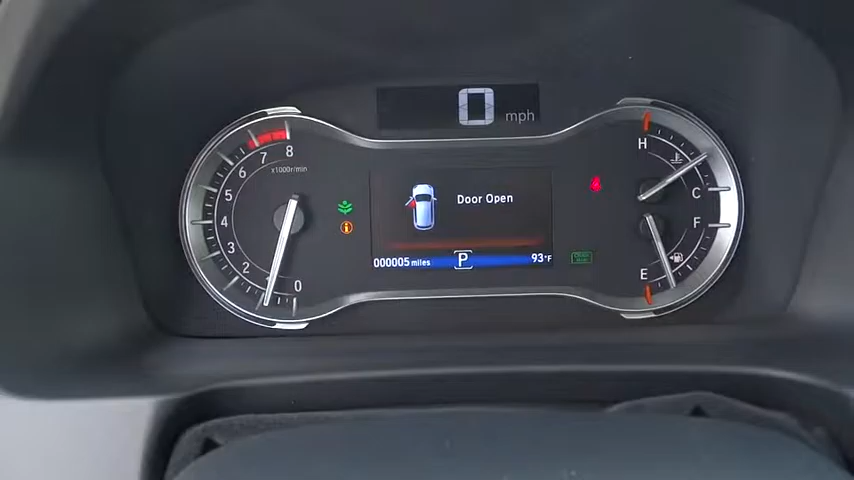 0 mph
8
7
6
5
4
3
2
1
0
x1000r/min
Door Open
000005 miles
P
93°F
H
C
F
E